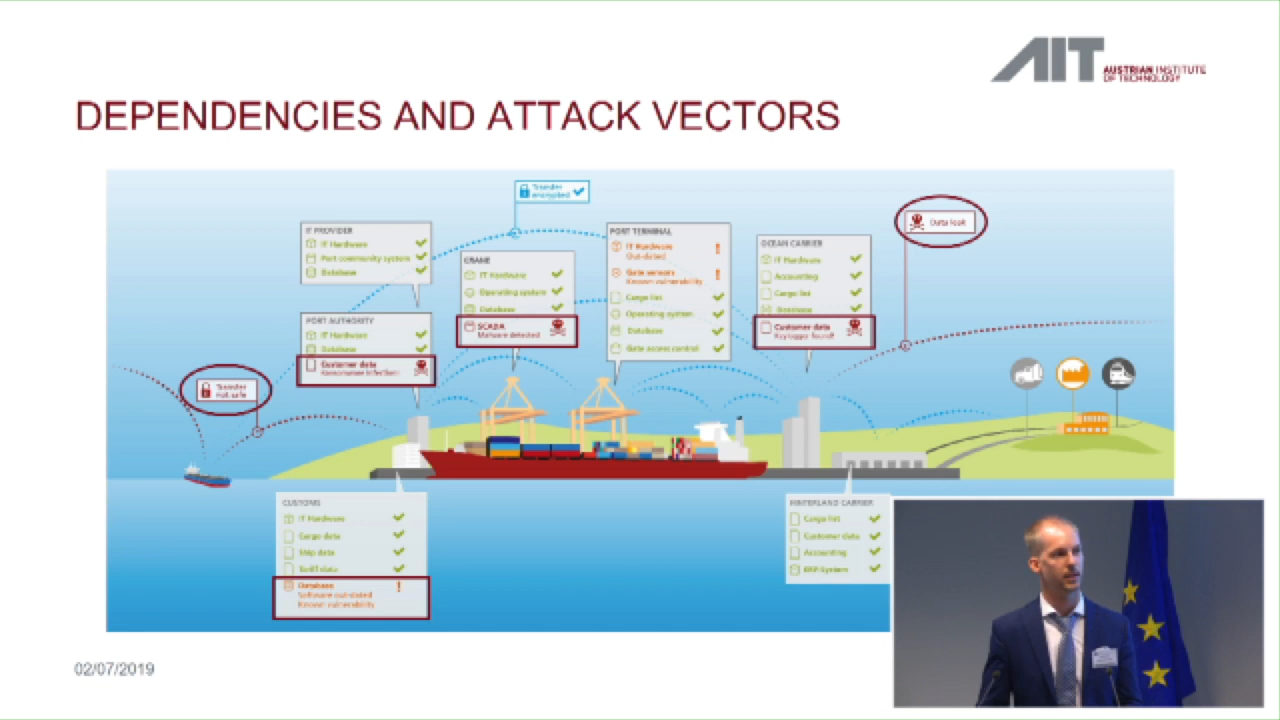 AIT
AUSTRIAN INSTITUTE
OF TECHNOLOGY
DEPENDENCIES AND ATTACK VECTORS
Transfer
encrypted
Data leak
IT PROVIDER
IT Hardware
Port community system
Database
CRANE
IT Hardware
Operating system
Database
SCADA
Malware detected
PORT TERMINAL
IT Hardware
Out-dated
Gate sensors
Known vulnerability
Cargo list
Operating system
Database
Gate access control
OCEAN CARRIER
IT Hardware
Accounting
Cargo list
Database
Customer data
Keylogger found!
PORT AUTHORITY
IT Hardware
Database
Customer data
Ransomware infection
Transfer
not safe
CUSTOMS
IT Hardware
Cargo data
Ship data
Tariff data
Database
Software out-dated
Known vulnerability
HINTERLAND CARRIER
Cargo list
Customer data
Accounting
ERP-System
02/07/2019